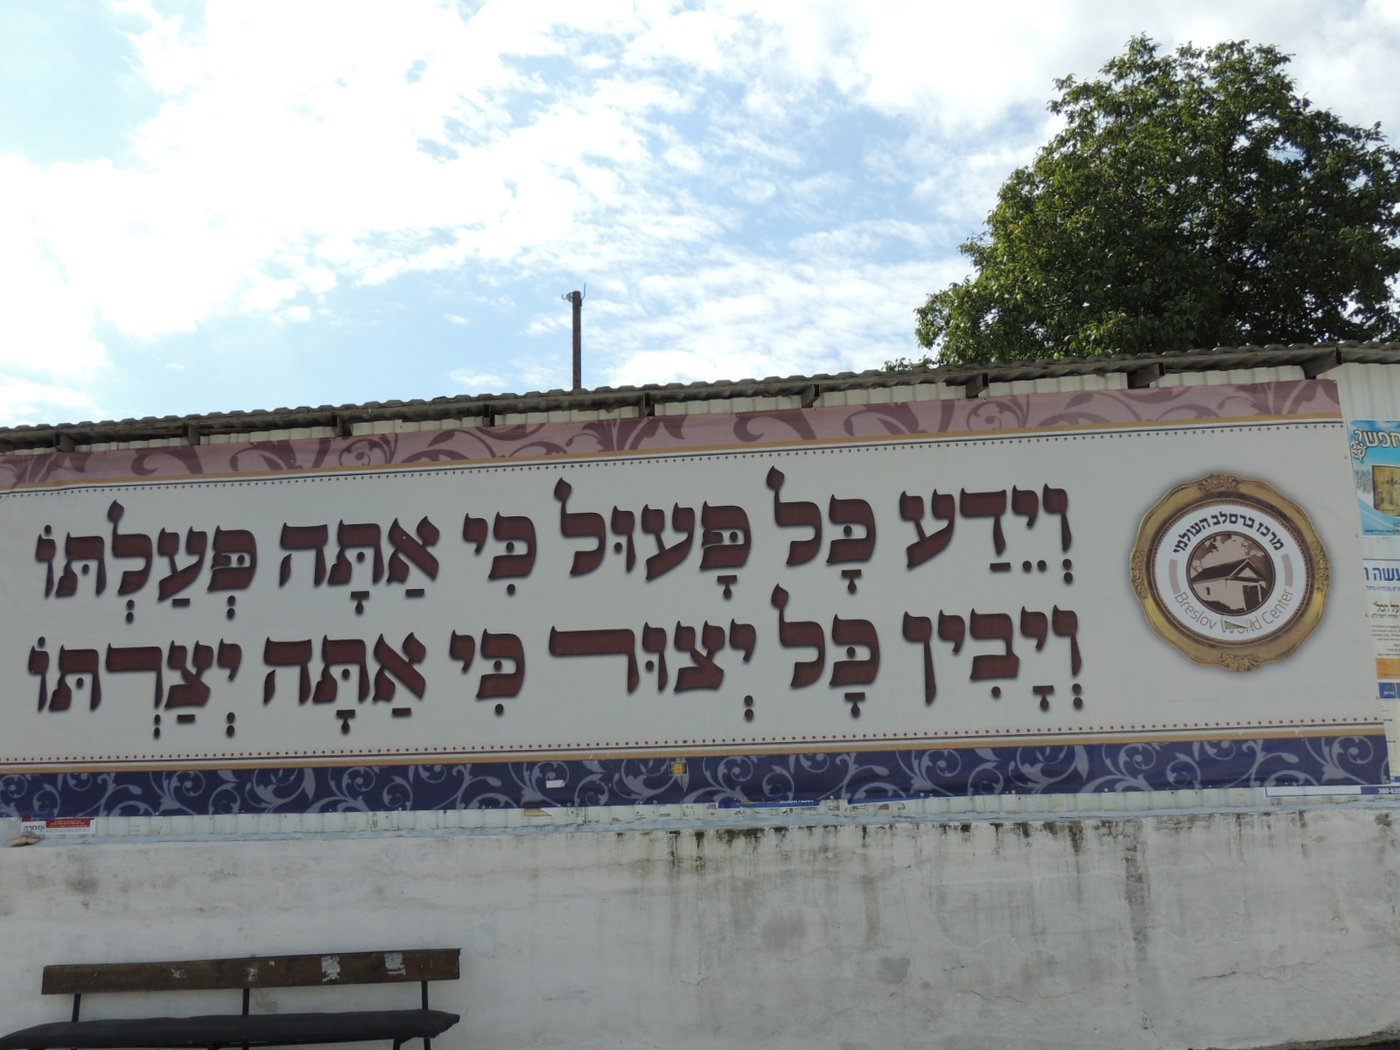 וְיֵדַע כָּל פָּעוּל כִּי אַתָּה פְּעַלְתּוֹ
וְיָבִין כָּל יְצוּר כִּי אַתָּה יְצַרְתּוֹ
מרכז ברסלב העולמי
Breslov World Center